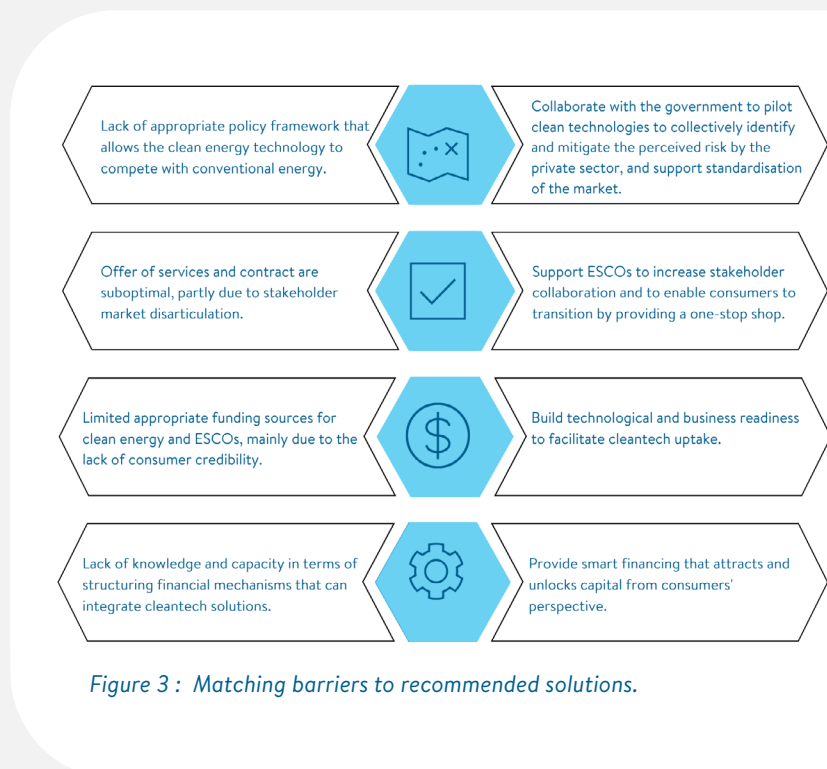 Lack of appropriate policy framework that
allows the clean energy technology to
compete with conventional energy.
Collaborate with the government to pilot
clean technologies to collectively identify
and mitigate the perceived risk by the
private sector, and support standardisation
of the market.
Offer of services and contract are
suboptimal, partly due to stakeholder
market disarticulation.
Support ESCOs to increase stakeholder
collaboration and to enable consumers to
transition by providing a one-stop shop.
Limited appropriate funding sources for
clean energy and ESCOs, mainly due to the
lack of consumer credibility.
Build technological and business readiness
to facilitate cleantech uptake.
Lack of knowledge and capacity in terms of
structuring financial mechanisms that can
integrate cleantech solutions.
Provide smart financing that attracts and
unlocks capital from consumers'
perspective.
Figure 3 : Matching barriers to recommended solutions.